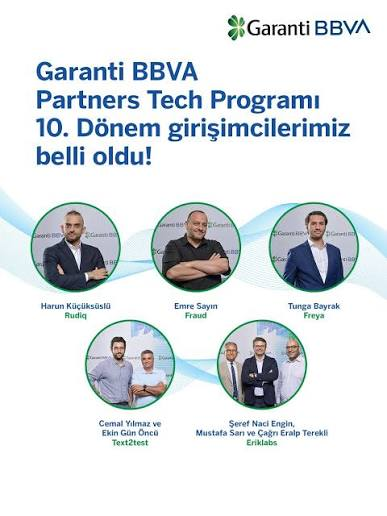 Garanti BBVA
Garanti BBVA
Partners Tech Programı
10. Dönem girişimcilerimiz
belli oldu!
Harun Küçüksüslü
Rudiq
Emre Sayın
Fraud
Tunga Bayrak
Freya
Cemal Yılmaz ve
Ekin Gün Öncü
Text2test
Şeref Naci Engin,
Mustafa Sarı ve Çağrı Eralp Terekli
Eriklabs